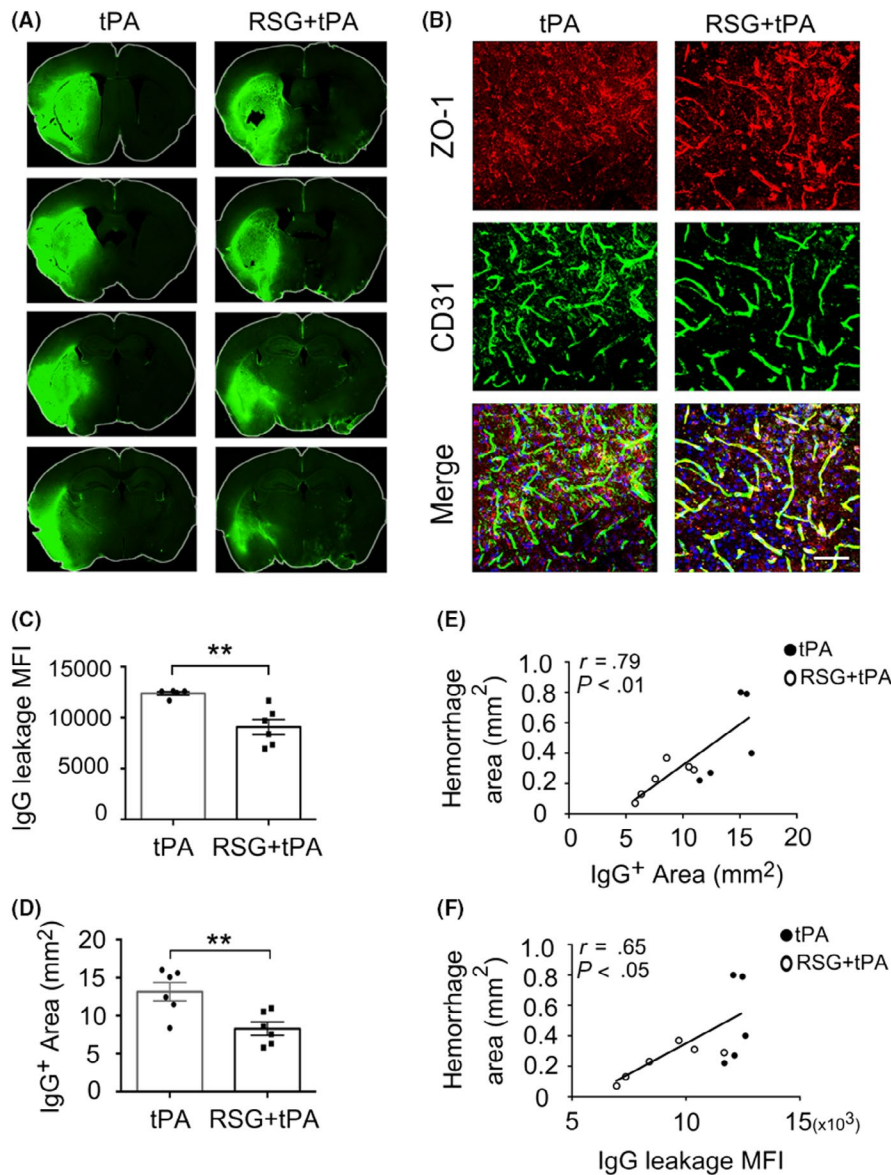 (A)
tPA
RSG+tPA
(B)
tPA
RSG+tPA
ZO-1
CD31
Merge
(C)
IgG leakage MFI
15000
10000
5000
0
**
tPA
RSG+tPA
(D)
IgG+ Area (mm2)
20
15
10
5
0
**
tPA
RSG+tPA
(E)
Hemorrhage
area (mm2)
1.0
0.8
0.6
0.4
0.2
0
r = .79
P < .01
tPA
RSG+tPA
0
5
10
15
20
IgG+ Area (mm2)
(F)
Hemorrhage
area (mm2)
1.0
0.8
0.6
0.4
0.2
0
r = .65
P < .05
tPA
RSG+tPA
5
10
15(x103)
IgG leakage MFI